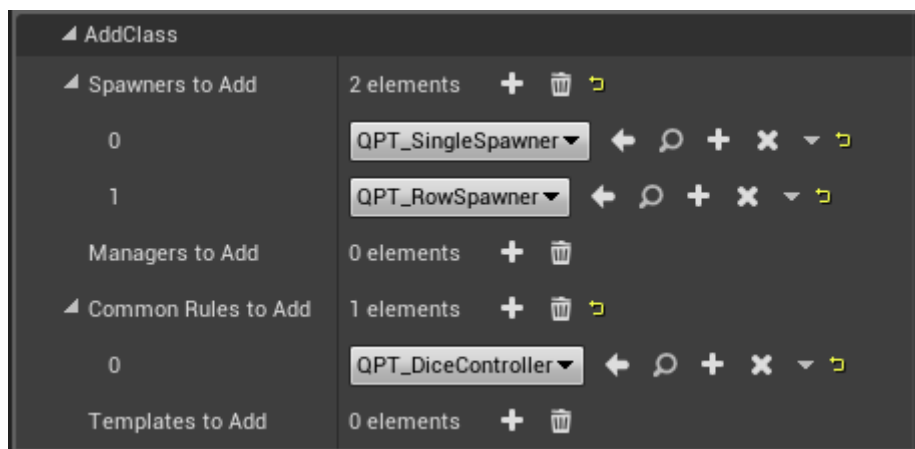 AddClass
Spawners to Add 2 elements
0 QPT_SingleSpawner
1 QPT_RowSpawner
Managers to Add 0 elements
Common Rules to Add 1 elements
0 QPT_DiceController
Templates to Add 0 elements